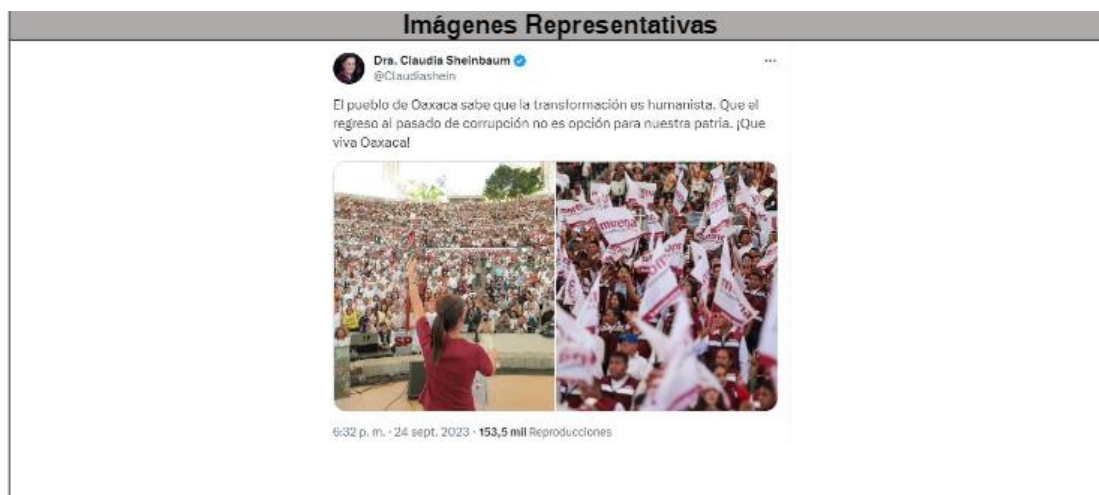 Imágenes Representativas
Dra. Claudia Sheinbaum
@Claudiashein
El pueblo de Oaxaca sabe que la transformación es humanista. Que el
regreso al pasado de corrupción no es opción para nuestra patria. ¡Que
viva Oaxaca!
morena
SP
6:32 p. m. · 24 sept. 2023 · 153,5 mil Reproducciones